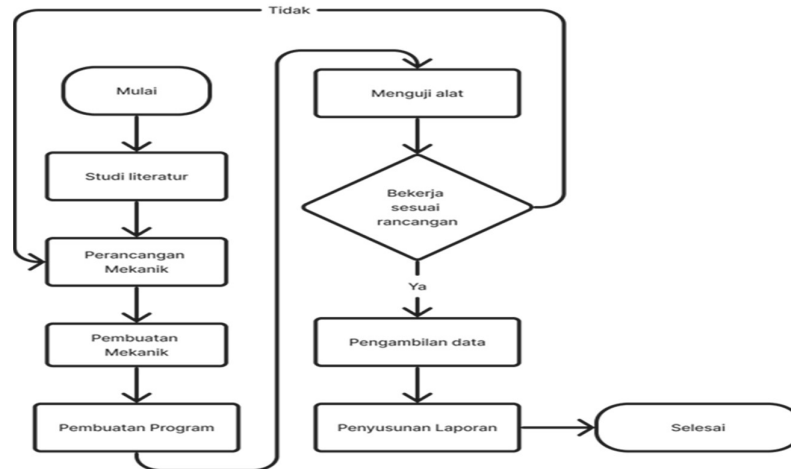 Tidak
Mulai
Studi literatur
Perancangan
Mekanik
Pembuatan
Mekanik
Pembuatan Program
Menguji alat
Bekerja
sesuai
rancangan
Ya
Pengambilan data
Penyusunan Laporan
Selesai